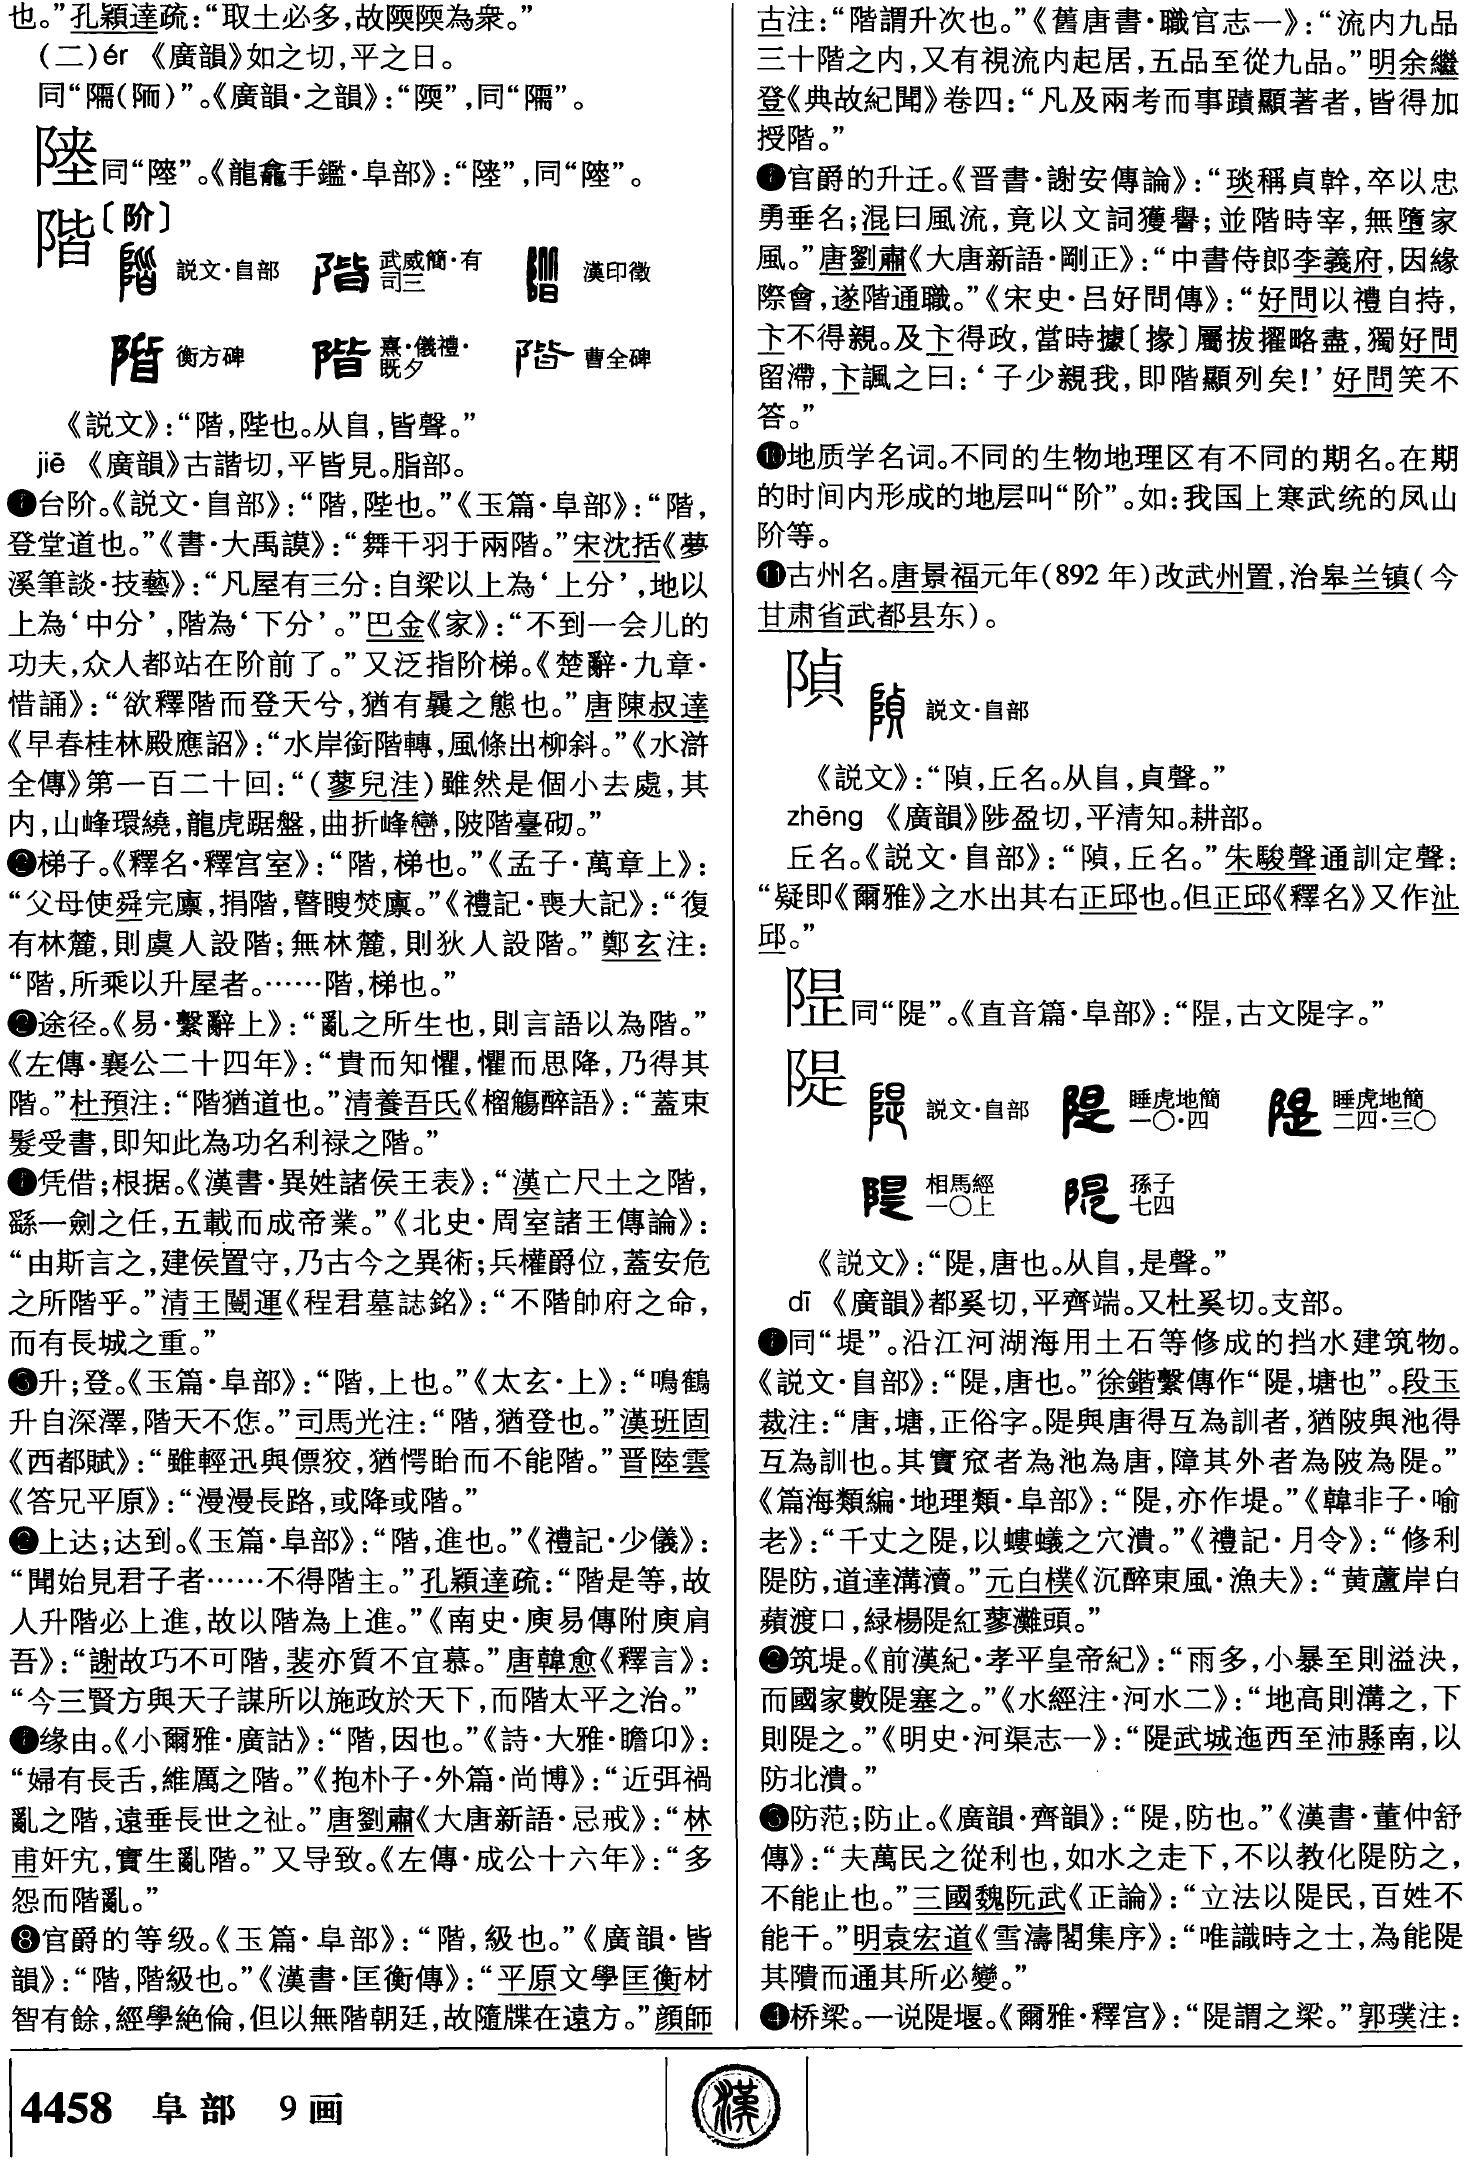 也。”孔穎達疏：“取土必多，故陾陾為衆。”
(二)ér 《廣韻》如之切，平之日。
同“隭(陑)”。《廣韻·之韻》：“陾”，同“隭”。
同“陸”。《龍龕手鑑·阜部》：
階〔阶〕
説文·𨸏部 武威簡·有司三 漢印徵
衡方碑 熹·儀禮·既夕 曹全碑
《説文》：“階，陛也。从𨸏，皆聲。”
jiē 《廣韻》古諧切，平皆見。脂部。
❶台阶。《説文·𨸏部》：“階，陛也。”《玉篇·阜部》：“階，
登堂道也。”《書·大禹謨》：“舞干羽于兩階。”宋沈括《夢
溪筆談·技藝》：“凡屋有三分：自梁以上為‘上分’，地以
上為‘中分’，階為‘下分’。”巴金《家》：“不到一会儿的
功夫，众人都站在阶前了。”又泛指阶梯。《楚辭·九章·
惜誦》：“欲釋階而登天兮，猶有曩之態也。”唐陳叔達
《早春桂林殿應詔》：“水岸銜階轉，風條出柳斜。”《水滸
全傳》第一百二十回：“(蓼兒洼)雖然是個小去處，其
内，山峰環繞，龍虎踞盤，曲折峰巒，陂階臺砌。”
❷梯子。《釋名·釋宫室》：“階，梯也。”《孟子·萬章上》：
“父母使舜完廪，捐階，瞽瞍焚廪。”《禮記·喪大記》：“復
有林麓，則虞人設階；無林麓，則狄人設階。”鄭玄注：
“階，所乘以升屋者。……階，梯也。”
❷途径。《易·繫辭上》：“亂之所生也，則言語以為階。”
《左傳·襄公二十四年》：“貴而知懼，懼而思降，乃得其
階。”杜預注：“階猶道也。”清養吾氏《榴觴醉語》：“蓋束
髮受書，即知此為功名利禄之階。”
❶凭借；根据。《漢書·異姓諸侯王表》：“漢亡尺土之階，
繇一劍之任，五載而成帝業。”《北史·周室諸王傳論》：
“由斯言之，建侯置守，乃古今之異術；兵權爵位，蓋安危
之所階乎。”清王闓運《程君墓誌銘》：“不階帥府之命，
而有長城之重。”
❸升；登。《玉篇·阜部》：“階，上也。”《太玄·上》：“鳴鶴
升自深澤，階天不㤰。”司馬光注：“階，猶登也。”漢班固
《西都賦》：“雖輕迅與僄狡，猶愕眙而不能階。”晋陸雲
《答兄平原》：“漫漫長路，或降或階。”
❷上达；达到。《玉篇·阜部》：“階，進也。”《禮記·少儀》：
“聞始見君子者……不得階主。”孔穎達疏：“階是等，故
人升階必上進，故以階為上進。”《南史·庾易傳附庾肩
吾》：“謝故巧不可階，裴亦質不宜慕。”唐韓愈《釋言》：
“今三賢方與天子謀所以施政於天下，而階太平之治。”
❶缘由。《小爾雅·廣詁》：“階，因也。”《詩·大雅·瞻卬》：
“婦有長舌，維厲之階。”《抱朴子·外篇·尚博》：“近弭禍
亂之階，遠垂長世之祉。”唐劉肅《大唐新語·忌戒》：“林
甫奸宄，實生亂階。”又导致。《左傳·成公十六年》：“多
怨而階亂。”
❽官爵的等级。《玉篇·阜部》：“階，級也。”《廣韻·皆
韻》：“階，階級也。”《漢書·匡衡傳》：“平原文學匡衡材
智有餘，經學絶倫，但以無階朝廷，故隨牒在遠方。”顔師
古注：“階謂升次也。”《舊唐書·職官志一》：“流内九品
三十階之内，又有視流内起居，五品至從九品。”明余繼
登《典故紀聞》卷四：“凡及兩考而事蹟顯著者，皆得加
授階。”
❶官爵的升迁。《晋書·謝安傳論》：“琰稱貞幹，卒以忠
勇垂名；混曰風流，竟以文詞獲譽；並階時宰，無墮家
風。”唐劉肅《大唐新語·剛正》：“中書侍郎李義府，因緣
際會，遂階通職。”《宋史·吕好問傳》：“好問以禮自持，
卞不得親。及卞得政，當時據〔掾〕屬拔擢略盡，獨好問
留滯，卞諷之曰：‘子少親我，即階顯列矣！’好問笑不
答。”
❿地质学名词。不同的生物地理区有不同的期名。在期
的时间内形成的地层叫“阶”。如：我国上寒武统的凤山
阶等。
⓫古州名。唐景福元年(892年)改武州置，治皋兰镇(今
甘肃省武都县东)。
隕
説文·𨸏部
《説文》：“隫，丘名。从𨸏，貞聲。”
zhēng 《廣韻》陟盈切，平清知。耕部。
丘名。《説文·𨸏部》：“丘名。”朱駿聲通訓定聲：
“疑即《爾雅》之水出其右正邱也。但正邱《釋名》又作沚
邱。”
同“隄”。《直音篇·阜部》：“古文隄字。”
隄
説文·𨸏部 睡虎地簡一〇·四 睡虎地簡二四·三〇
相馬經一〇上 孫子七四
《説文》：“隄，唐也。从𨸏，是聲。”
dī 《廣韻》都奚切，平齊端。又杜奚切。支部。
❶同“堤”。沿江河湖海用土石等修成的挡水建筑物。
《説文·𨸏部》：“隄，唐也。”徐鍇繫傳作“隄，塘也”。段玉
裁注：“唐，塘，正俗字。隄與唐得互為訓者，猶陂與池得
互為訓也。其實窊者為池為唐，障其外者為陂為隄。”
《篇海類編·地理類·阜部》：“隄，亦作堤。”《韓非子·喻
老》：“千丈之隄，以螻蟻之穴潰。”《禮記·月令》：“修利
隄防，道達溝瀆。”元白樸《沉醉東風·漁夫》：“黄蘆岸白
蘋渡口，緑楊隄紅蓼灘頭。”
❷筑堤。《前漢紀·孝平皇帝紀》：“雨多，小暴至則溢決，
而國家數隄塞之。”《水經注·河水二》：“地高則溝之，下
則隄之。”《明史·河渠志一》：“隄武城迤西至沛縣南，以
防北潰。”
❸防范；防止。《廣韻·齊韻》：“隄，防也。”《漢書·董仲舒
傳》：“夫萬民之從利也，如水之走下，不以教化隄防之，
不能止也。”三國魏阮武《正論》：“立法以隄民，百姓不
能干。”明袁宏道《雪濤閣集序》：“唯識時之士，為能隄
其隤而通其所必變。”
❹桥梁。一说隄堰。《爾雅·釋宫》：“隄謂之梁。”郭璞注：
4458 阜部 9画
漢